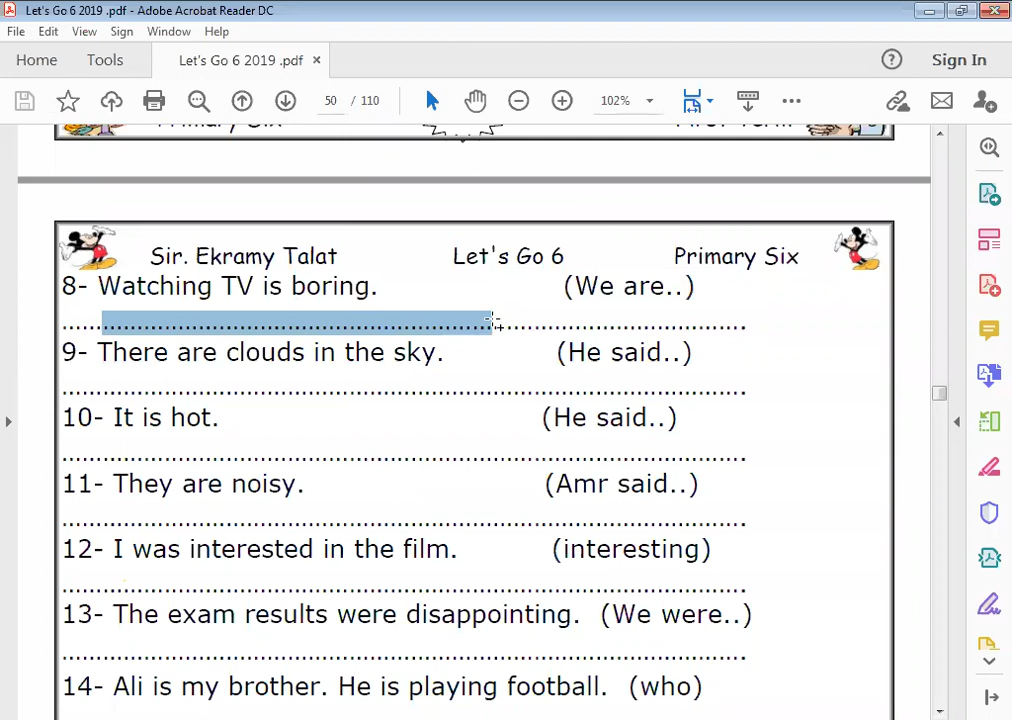 Let's Go 6 2019 .pdf - Adobe Acrobat Reader DC
File Edit View Sign Window Help
Home Tools Let's Go 6 2019 .pdf × Sign In
50 / 110 102%
Primary Six First Term
Sir. Ekramy Talat Let's Go 6 Primary Six
8- Watching TV is boring. (We are..)
................................................................................
9- There are clouds in the sky. (He said..)
................................................................................
10- It is hot. (He said..)
................................................................................
11- They are noisy. (Amr said..)
................................................................................
12- I was interested in the film. (interesting)
................................................................................
13- The exam results were disappointing. (We were..)
................................................................................
14- Ali is my brother. He is playing football. (who)